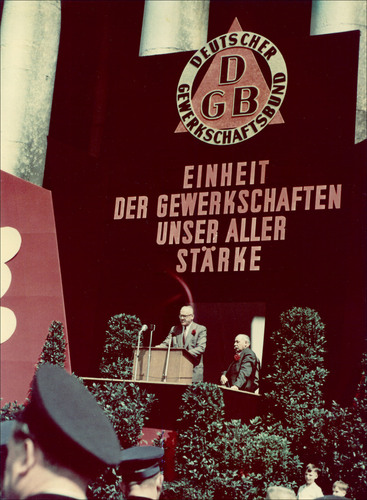 DEUTSCHER
GEWERKSCHAFTSBUND
D
GB
EINHEIT
DER GEWERKSCHAFTEN
UNSER ALLER
STÄRKE